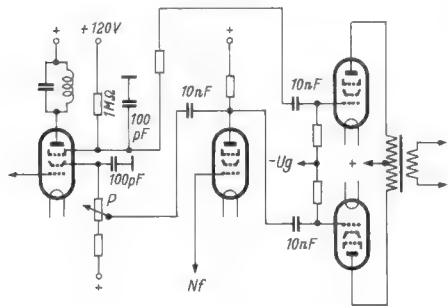 +
+ 120V
+
10nF
1MΩ
100
pF
10nF
100pF
P
-Ug
+
10nF
+
Nf